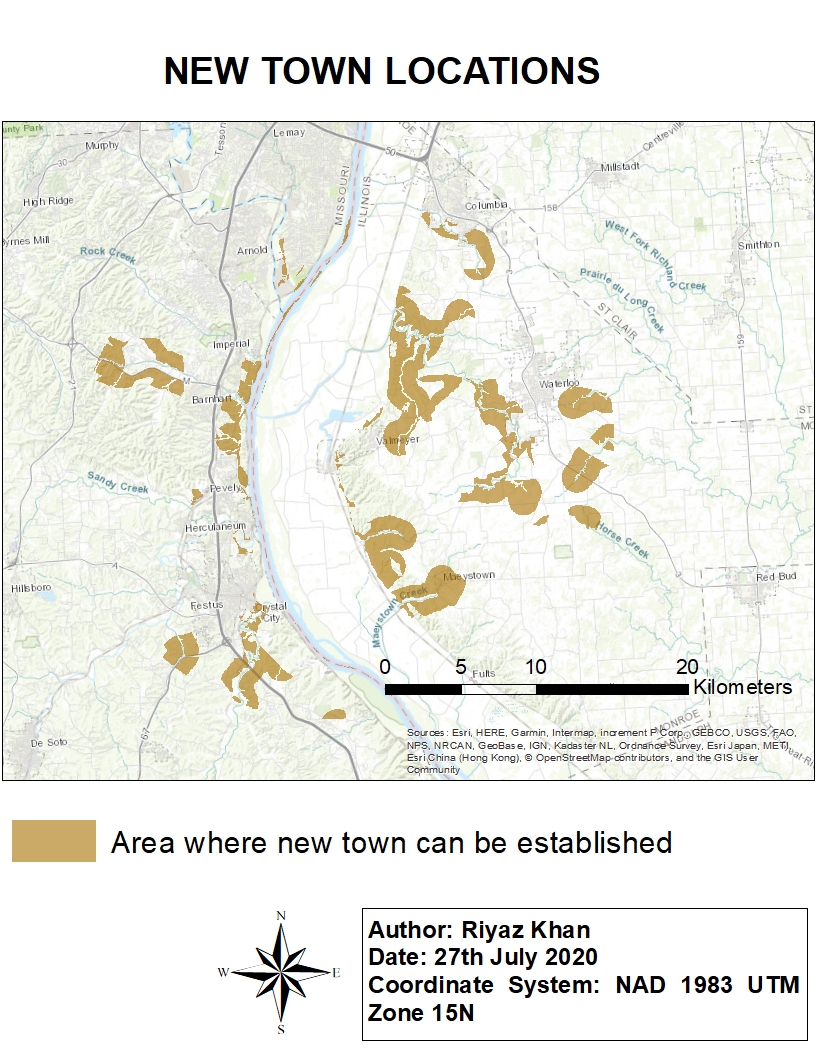 NEW TOWN LOCATIONS
unty Park
Lemay
Tesson
Murphy
50
Centreville
Millstadt
30
MISSOURI
ILLINOIS
High Ridge
Columbia
158
Byrnes Mill
Arnold
Rock Creek
West Fork Richland Creek
Smithton
3
Prairie du Long Creek
ST CLAIR
159
Imperial
21
M
Waterloo
Barnhart
ST
MO
Valmeyer
Sandy Creek
Pevely
Herculaneum
Horse Creek
A
Hillsboro
Maeystown
3
Red Bud
Festus
Crystal
City
Maeystown Creek
0 5 10 20
Fults
Kilometers
67
De Soto
MONROE
RANDOLPH
Sources: Esri, HERE, Garmin, Intermap, increment P Corp., GEBCO, USGS, FAO,
NPS, NRCAN, GeoBase, IGN, Kadaster NL, Ordnance Survey, Esri Japan, METI,
Esri China (Hong Kong), © OpenStreetMap contributors, and the GIS User
Community
Area where new town can be established
N
W E
S
Author: Riyaz Khan
Date: 27th July 2020
Coordinate System: NAD 1983 UTM
Zone 15N